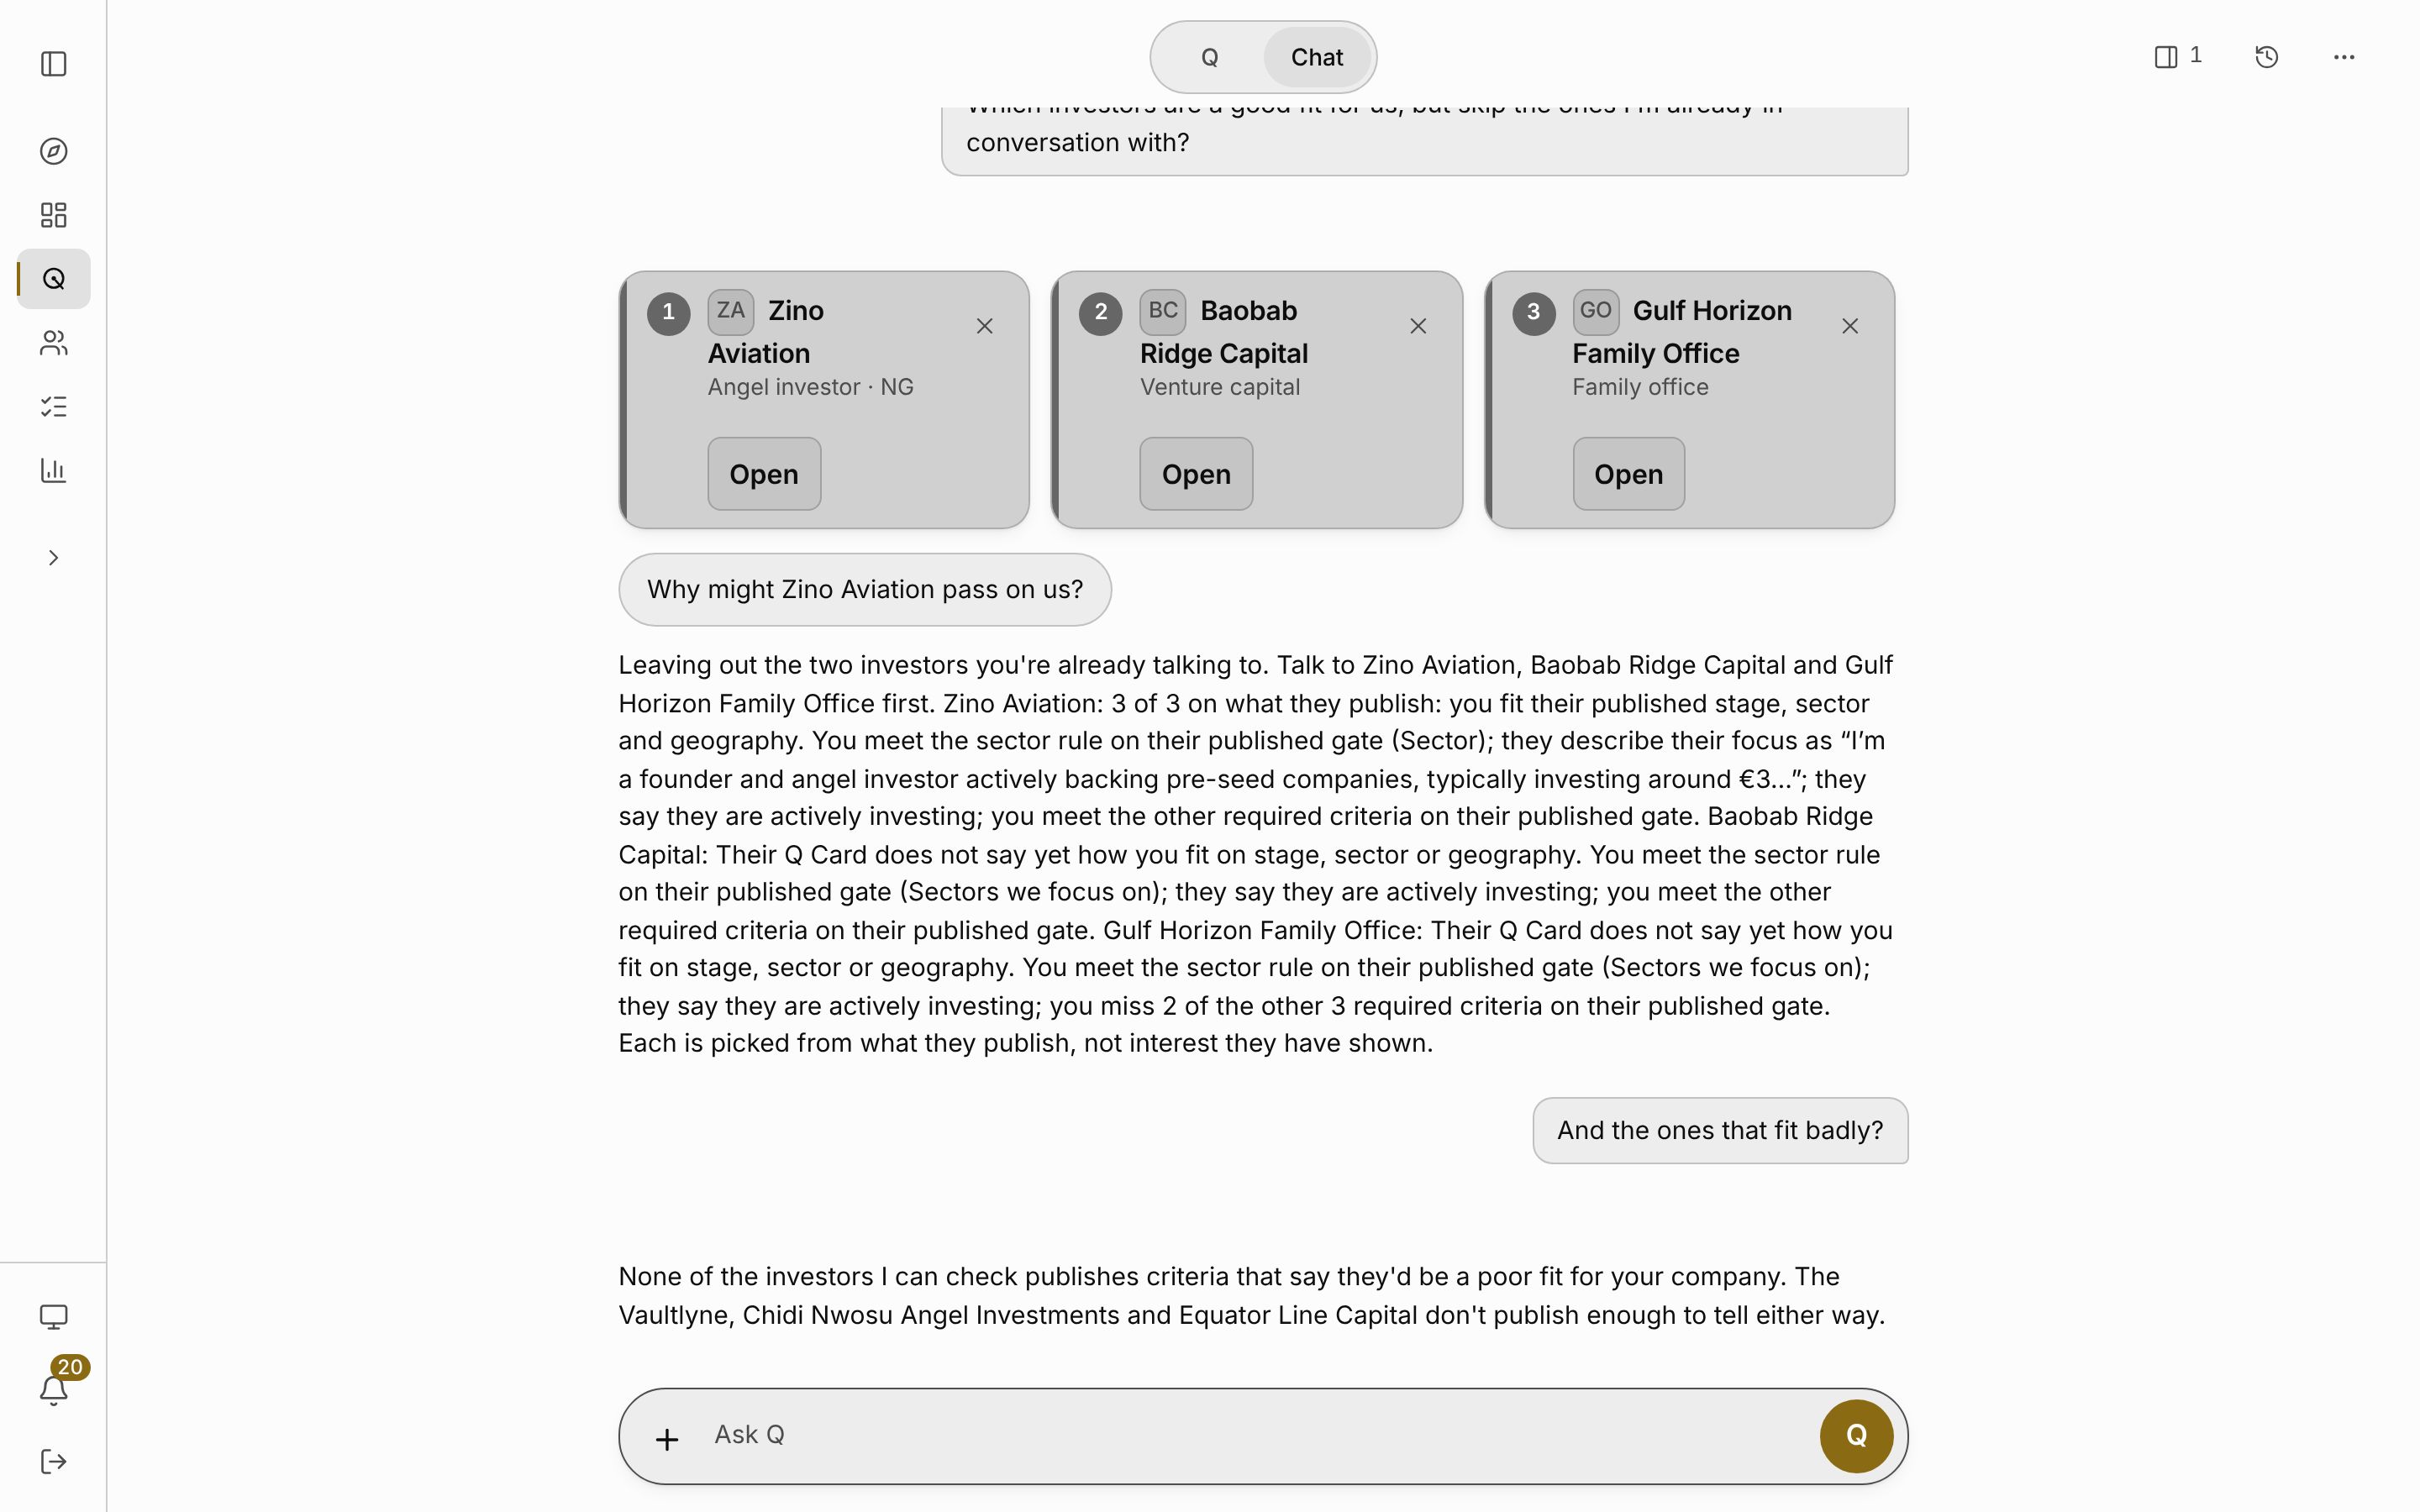 Q Chat
1
Which investors are a good fit for us, but skip the ones I'm already in
conversation with?
1 ZA Zino
Aviation
Angel investor · NG
Open
2 BC Baobab
Ridge Capital
Venture capital
Open
3 GO Gulf Horizon
Family Office
Family office
Open
Why might Zino Aviation pass on us?
Leaving out the two investors you're already talking to. Talk to Zino Aviation, Baobab Ridge Capital and Gulf
Horizon Family Office first. Zino Aviation: 3 of 3 on what they publish: you fit their published stage, sector
and geography. You meet the sector rule on their published gate (Sector); they describe their focus as “I’m
a founder and angel investor actively backing pre-seed companies, typically investing around €3…”; they
say they are actively investing; you meet the other required criteria on their published gate. Baobab Ridge
Capital: Their Q Card does not say yet how you fit on stage, sector or geography. You meet the sector rule
on their published gate (Sectors we focus on); they say they are actively investing; you meet the other
required criteria on their published gate. Gulf Horizon Family Office: Their Q Card does not say yet how you
fit on stage, sector or geography. You meet the sector rule on their published gate (Sectors we focus on);
they say they are actively investing; you miss 2 of the other 3 required criteria on their published gate.
Each is picked from what they publish, not interest they have shown.
And the ones that fit badly?
None of the investors I can check publishes criteria that say they'd be a poor fit for your company. The
Vaultlyne, Chidi Nwosu Angel Investments and Equator Line Capital don't publish enough to tell either way.
20
Ask Q
Q